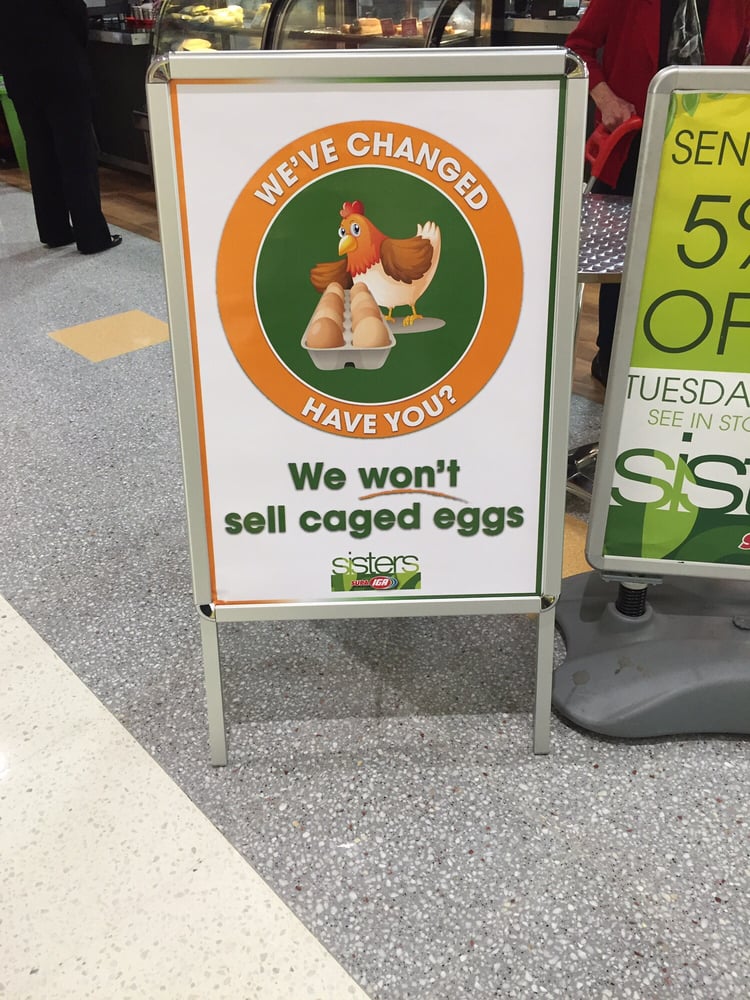 WE'VE CHANGED
HAVE YOU?
We won't
sell caged eggs
sisters
SUPA IGA
SEN
5%
OF
TUESDA
SEE IN STO
sist